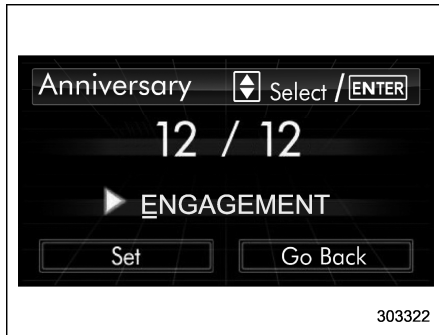 Anniversary Select / ENTER
12 / 12
ENGAGEMENT
Set Go Back
303322